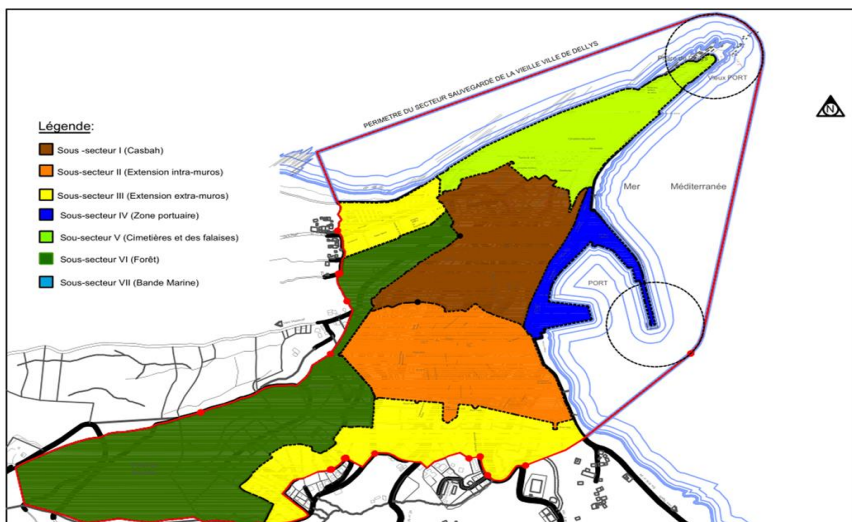 PERIMETRE DU SECTEUR SAUVEGARDÉ DE LA VIEILLE VILLE DE DELLYS
Vieux PORT
N
Légende:
Sous -secteur I (Casbah)
Sous-secteur II (Extension intra-muros)
Sous-secteur III (Extension extra-muros)
Sous-secteur IV (Zone portuaire)
Sou-secteur V (Cimetières et des falaises)
Sous-secteur VI (Forêt)
Sous-secteur VII (Bande Marine)
Mer Méditerranée
PORT